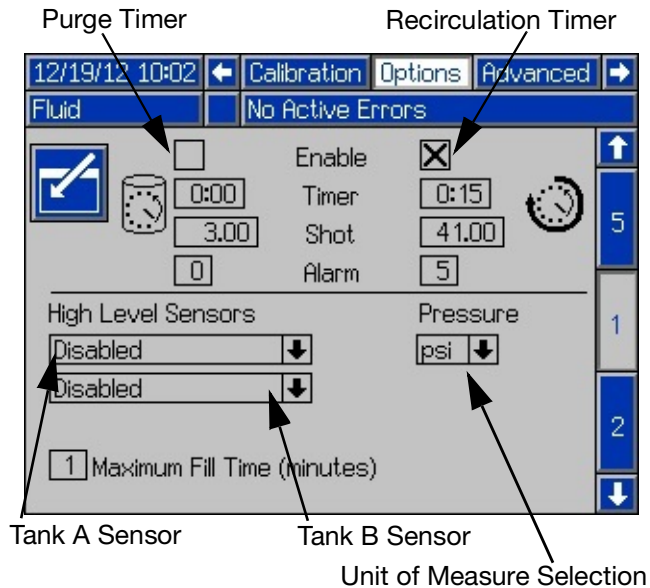 Purge Timer Recirculation Timer
12/19/12 10:02 Calibration Options Advanced
Fluid No Active Errors
Enable
0:00 Timer 0:15
3.00 Shot 41.00
0 Alarm 5
5
High Level Sensors Pressure
1
Disabled psi
Disabled
2
1 Maximum Fill Time (minutes)
Tank A Sensor Tank B Sensor
Unit of Measure Selection